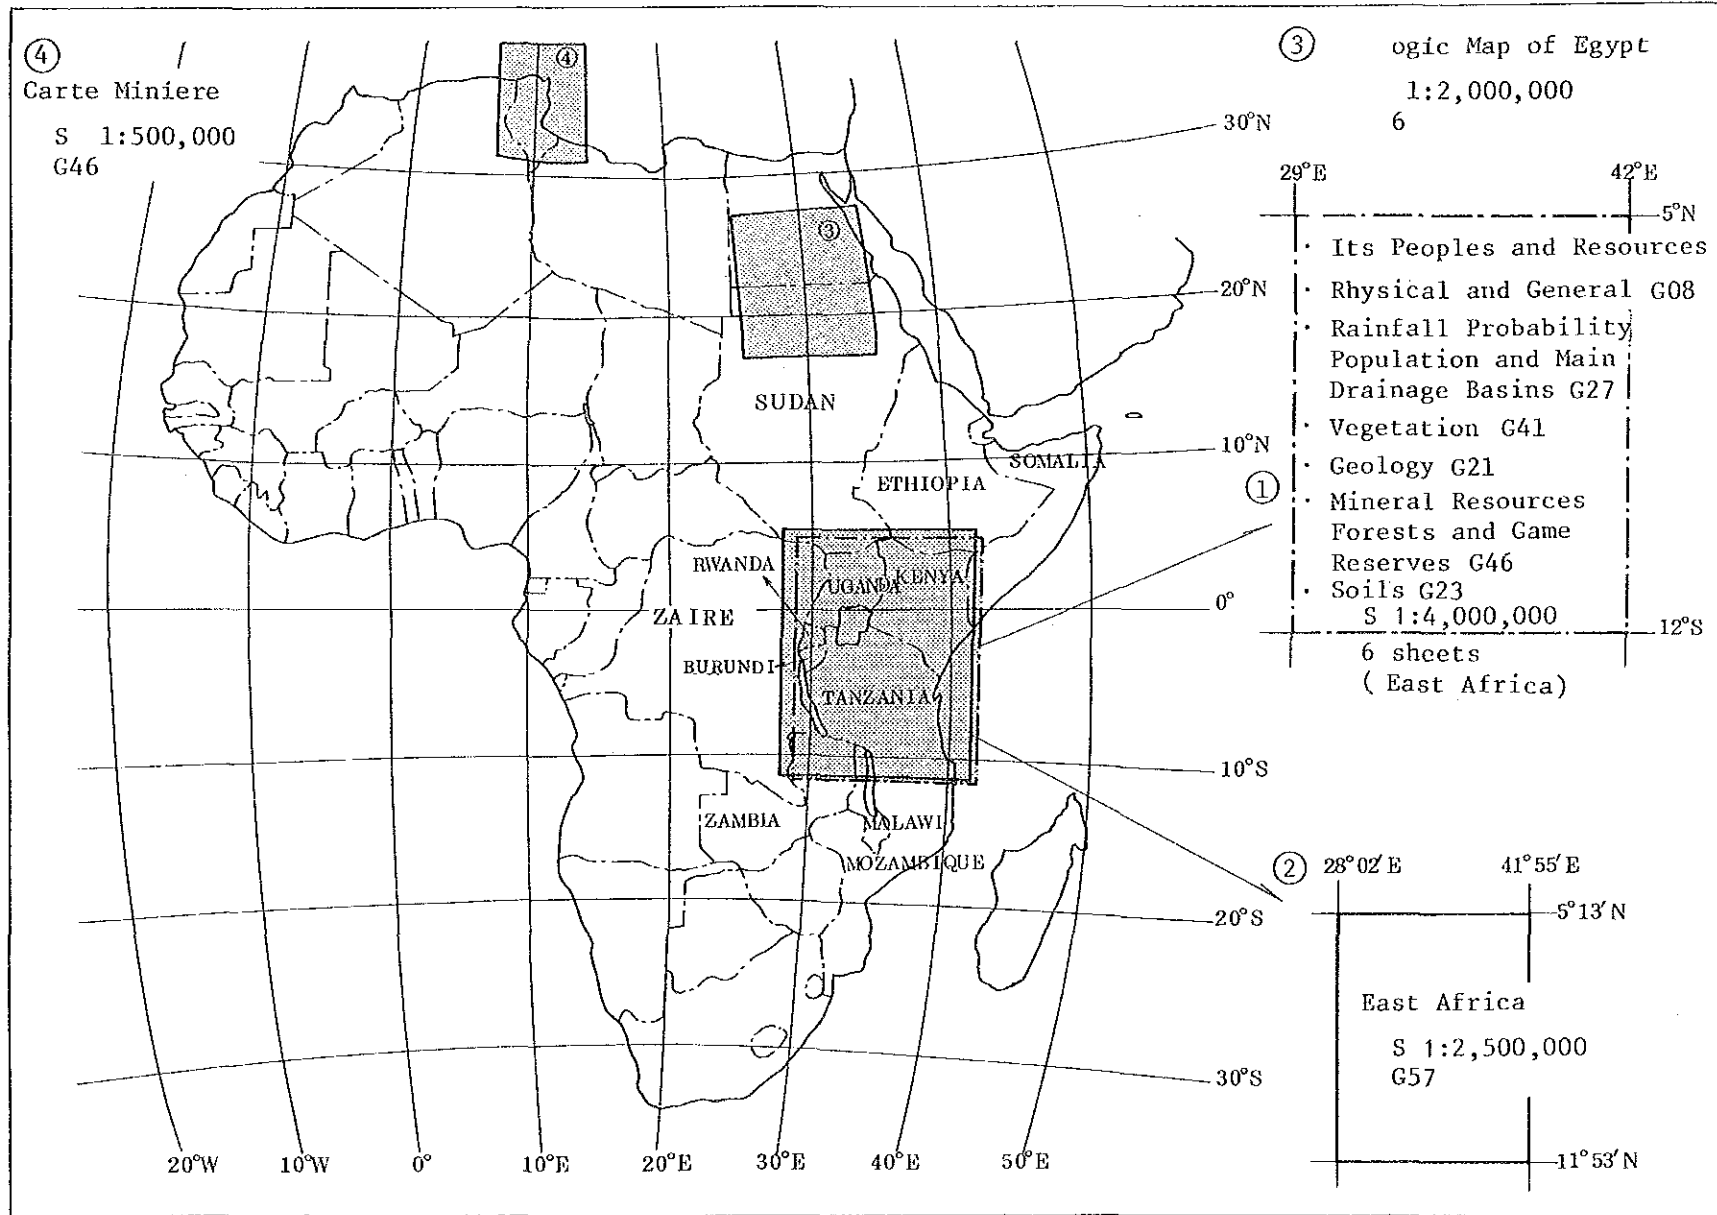 ④
Carte Miniere
S 1:500,000
G46
④
③
ogic Map of Egypt
1:2,000,000
6
30°N
20°N
10°N
0°
10°S
20°S
30°S
③
SUDAN
ETHIOPIA
SOMALIA
RWANDA
UGANDA
KENYA
ZAIRE
BURUNDI
TANZANIA
ZAMBIA
MALAWI
MOZAMBIQUE
20°W
10°W
0°
10°E
20°E
30°E
40°E
50°E
①
29°E
42°E
5°N
· Its Peoples and Resources
· Rhysical and General G08
· Rainfall Probability
Population and Main
Drainage Basins G27
· Vegetation G41
· Geology G21
· Mineral Resources
Forests and Game
Reserves G46
· Soils G23
S 1:4,000,000
12°S
6 sheets
( East Africa)
②
28°02′E
41°55′E
5°13′N
East Africa
S 1:2,500,000
G57
11°53′N